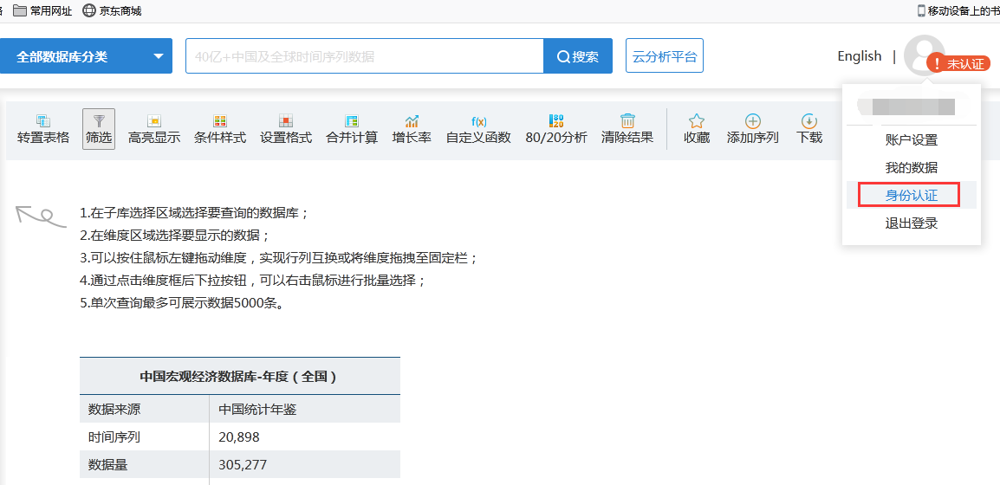 常用网址 京东商城 移动设备上的书
全部数据库分类 40亿+中国及全球时间序列数据 搜索 云分析平台 English | ! 未认证
转置表格 筛选 高亮显示 条件样式 设置格式 合并计算 增长率 f(x) 自定义函数 80/20分析 清除结果 收藏 添加序列 下载
账户设置
我的数据
身份认证
退出登录
1.在子库选择区域选择要查询的数据库；
2.在维度区域选择要显示的数据；
3.可以按住鼠标左键拖动维度，实现行列互换或将维度拖拽至固定栏；
4.通过点击维度框后下拉按钮，可以右击鼠标进行批量选择；
5.单次查询最多可展示数据5000条。
中国宏观经济数据库-年度（全国）
数据来源 中国统计年鉴
时间序列 20,898
数据量 305,277